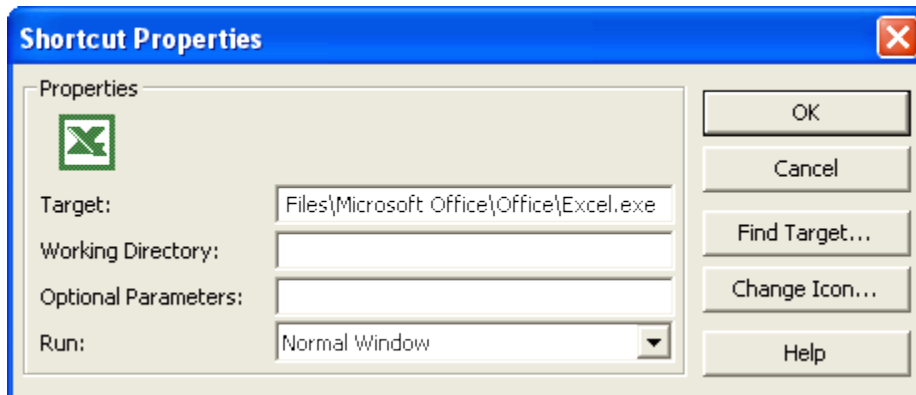 Shortcut Properties
Properties
Target: Files\Microsoft Office\Office\Excel.exe
Working Directory:
Optional Parameters:
Run: Normal Window
OK
Cancel
Find Target...
Change Icon...
Help